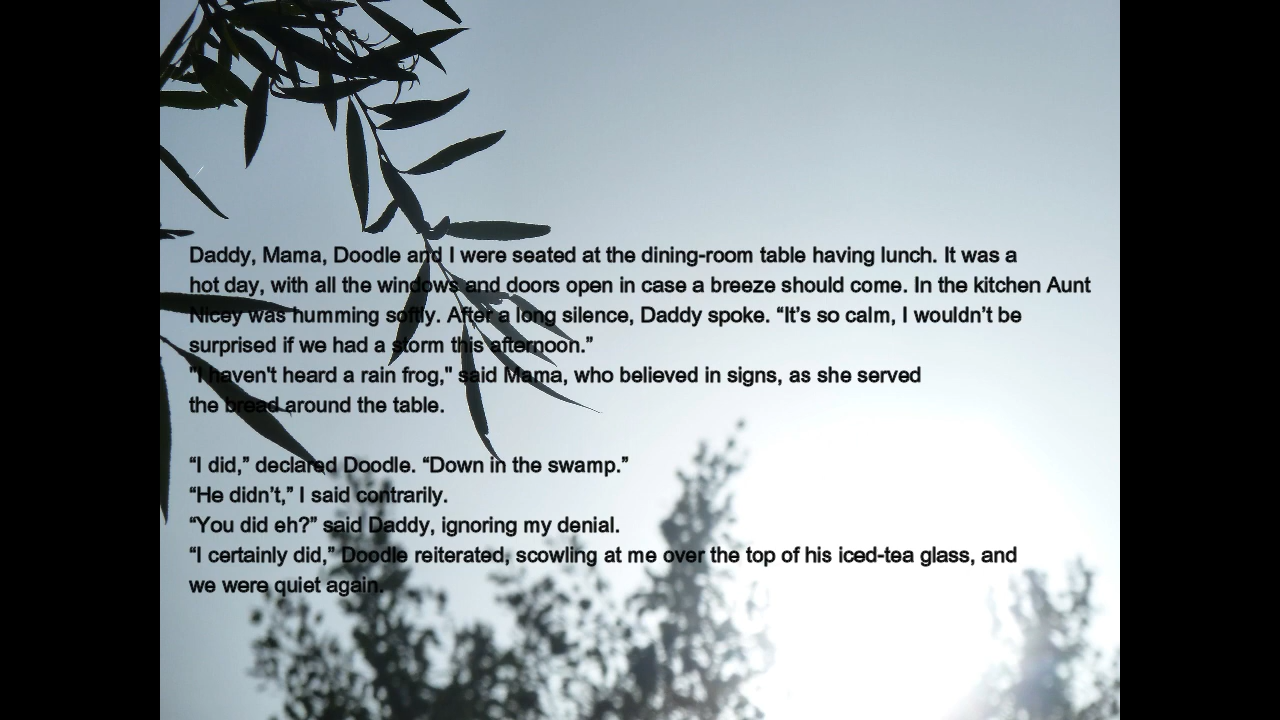 Daddy, Mama, Doodle and I were seated at the dining-room table having lunch. It was a
hot day, with all the windows and doors open in case a breeze should come. In the kitchen Aunt
Nicey was humming softly. After a long silence, Daddy spoke. “It’s so calm, I wouldn’t be
surprised if we had a storm this afternoon.”
"I haven't heard a rain frog," said Mama, who believed in signs, as she served
the bread around the table.
“I did,” declared Doodle. “Down in the swamp.”
“He didn’t,” I said contrarily.
“You did eh?” said Daddy, ignoring my denial.
“I certainly did,” Doodle reiterated, scowling at me over the top of his iced-tea glass, and
we were quiet again.